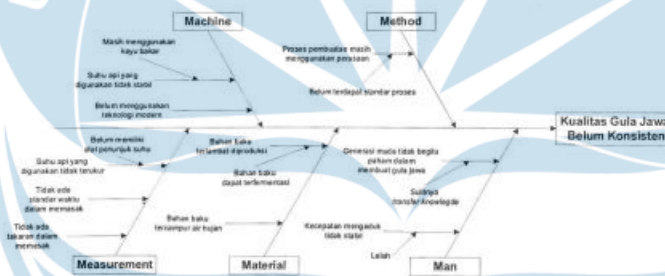 Machine
Method
Masih menggunakan
kayu bakar
Suhu api yang
digunakan tidak stabil
Belum menggunakan
teknologi modern
Proses pembuatan masih
menggunakan perasaan
Belum terdapat standar proses
Kualitas Gula Jawa
Belum Konsisten
Belum memiliki
alat penunjuk suhu
Suhu api yang
digunakan tidak terukur
Tidak ada
standar waktu
dalam memasak
Tidak ada
takaran dalam
memasak
Bahan baku
terlambat diproduksi
Bahan baku
dapat terfermentasi
Bahan baku
tercampur air hujan
Generasi muda tidak begitu
paham dalam
membuat gula jawa
Sulitnya
transfer knowlegde
Kecepatan mengaduk
tidak stabil
Lelah
Measurement
Material
Man